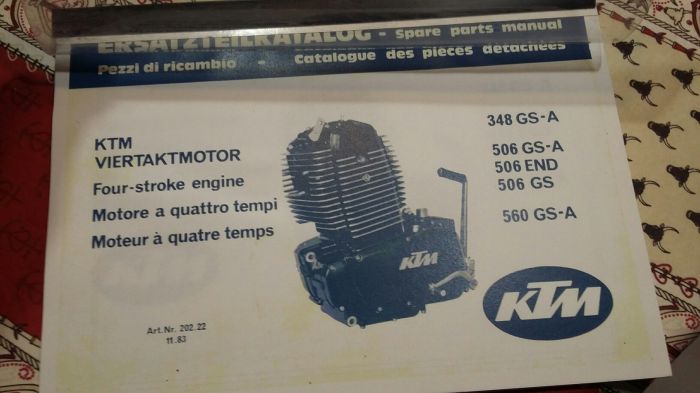 ERSATZTEILKATALOG - Spare parts manual
Pezzi di ricambio - Catalogue des pièces détachées
KTM
VIERTAKTMOTOR
Four-stroke engine
Motore a quattro tempi
Moteur à quatre temps
348 GS-A
506 GS-A
506 END
506 GS
560 GS-A
KTM
KTM
Art.Nr. 202.22
11.83